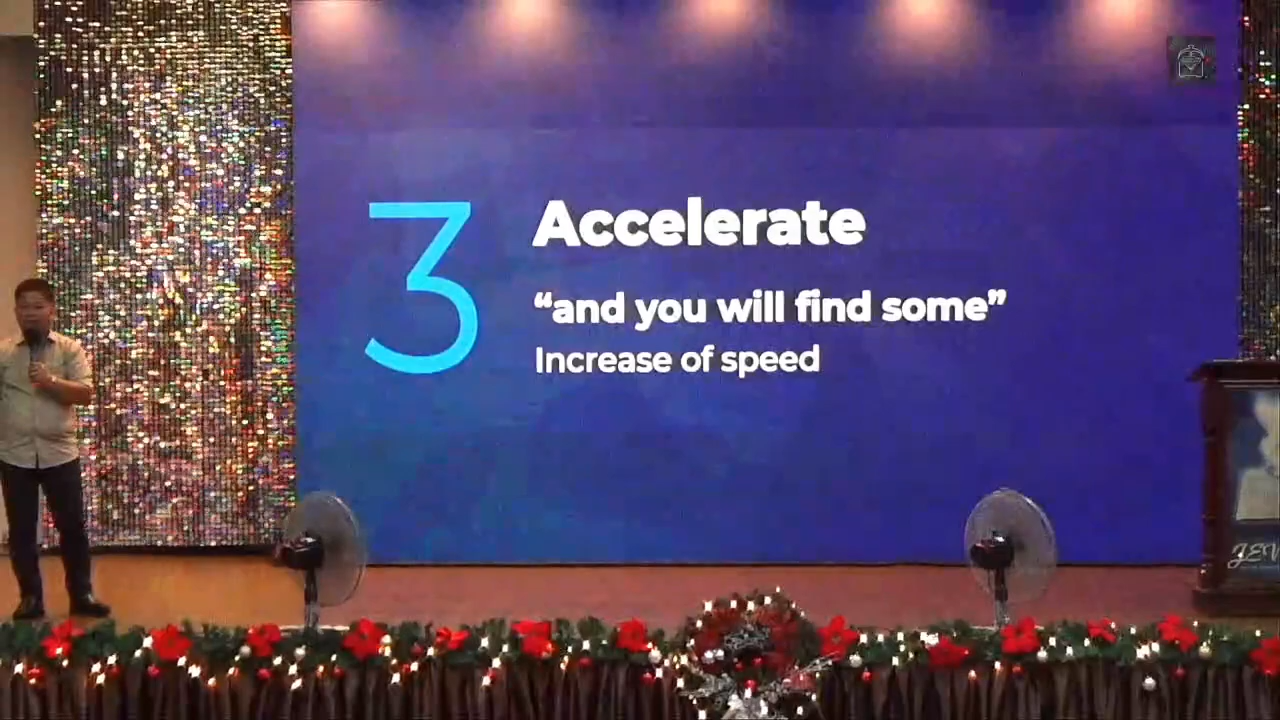 3
Accelerate
“and you will find some”
Increase of speed